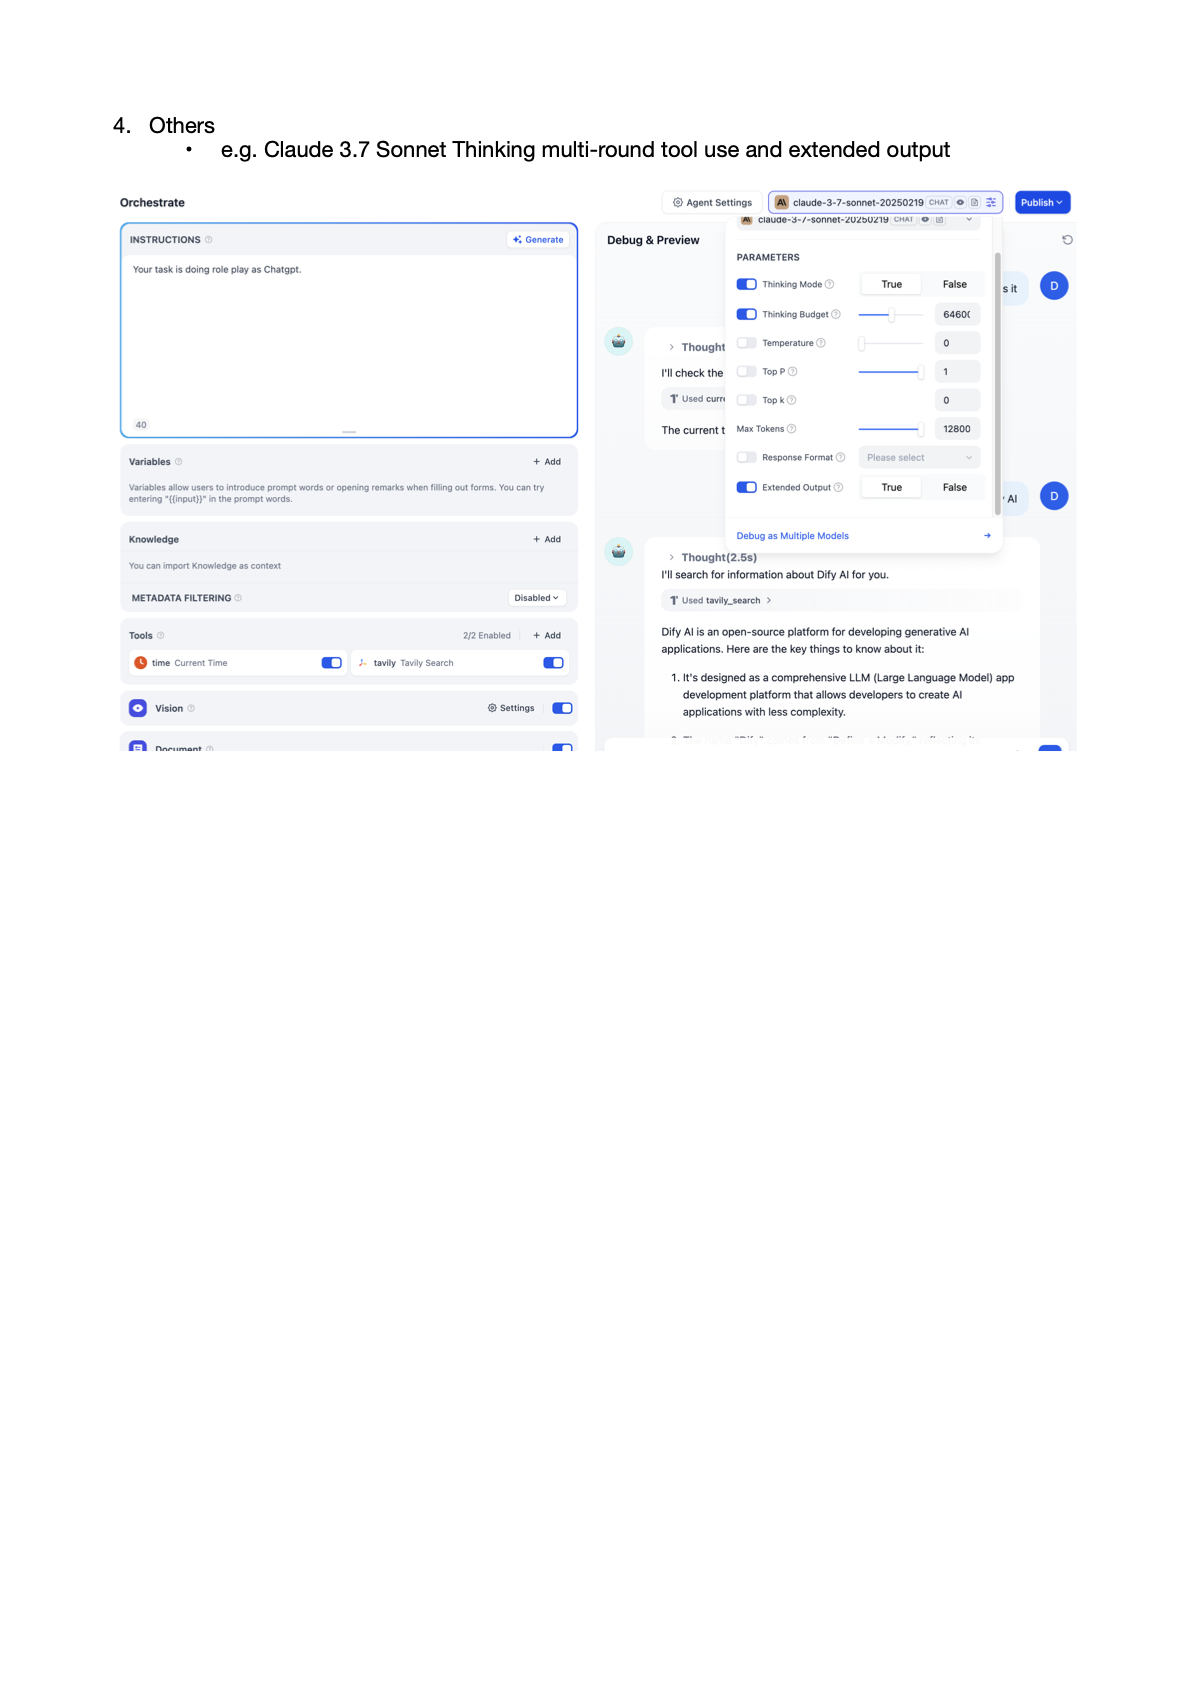 4. Others
• e.g. Claude 3.7 Sonnet Thinking multi-round tool use and extended output
Orchestrate
Agent Settings
claude-3-7-sonnet-20250219 CHAT
Publish
INSTRUCTIONS
Generate
Your task is doing role play as Chatgpt.
40
Variables
+ Add
Variables allow users to introduce prompt words or opening remarks when filling out forms. You can try
entering "{{input}}" in the prompt words.
Knowledge
+ Add
You can import Knowledge as context
METADATA FILTERING
Disabled
Tools
2/2 Enabled
+ Add
time Current Time
tavily Tavily Search
Vision
Settings
Document
Debug & Preview
claude-3-7-sonnet-20250219 CHAT
PARAMETERS
Thinking Mode
True
False
Thinking Budget
6460
Temperature
0
Top P
1
Top k
0
Max Tokens
12800
Response Format
Please select
Extended Output
True
False
Debug as Multiple Models
s it
D
> Thought
I'll check the
Used curre
The current t
AI
D
> Thought(2.5s)
I'll search for information about Dify AI for you.
Used tavily_search >
Dify AI is an open-source platform for developing generative AI
applications. Here are the key things to know about it:
1. It's designed as a comprehensive LLM (Large Language Model) app
development platform that allows developers to create AI
applications with less complexity.